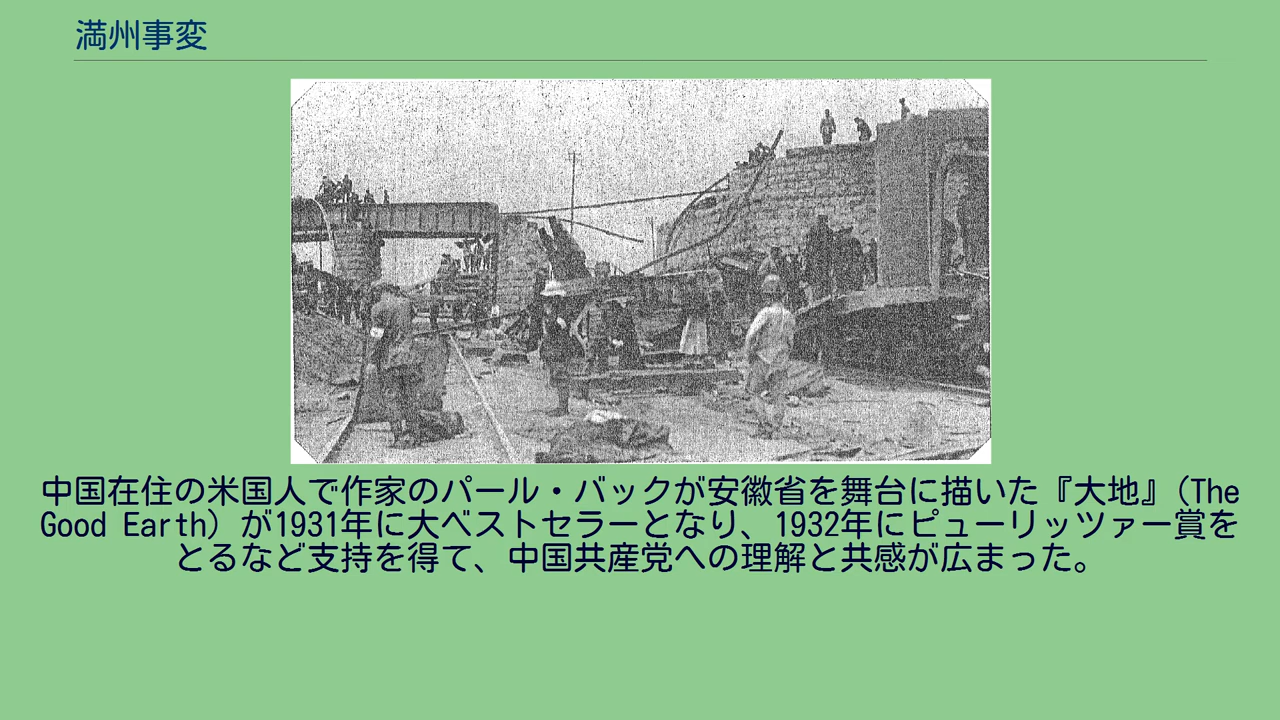 満州事変
中国在住の米国人で作家のパール・バックが安徽省を舞台に描いた『大地』(The
Good Earth) が1931年に大ベストセラーとなり、1932年にピューリッツァー賞を
とるなど支持を得て、中国共産党への理解と共感が広まった。